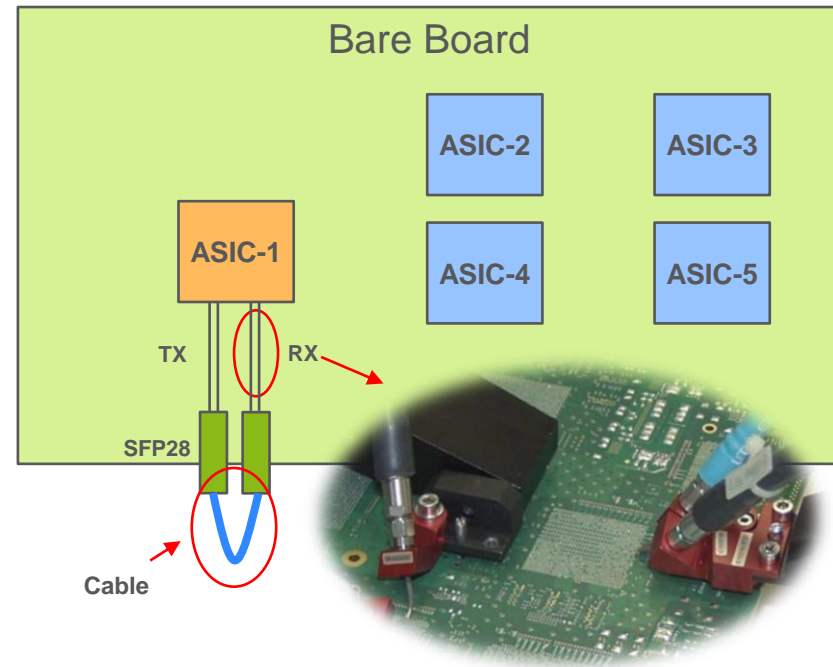 Bare Board
ASIC-2
ASIC-3
ASIC-1
ASIC-4
ASIC-5
TX
RX
SFP28
Cable